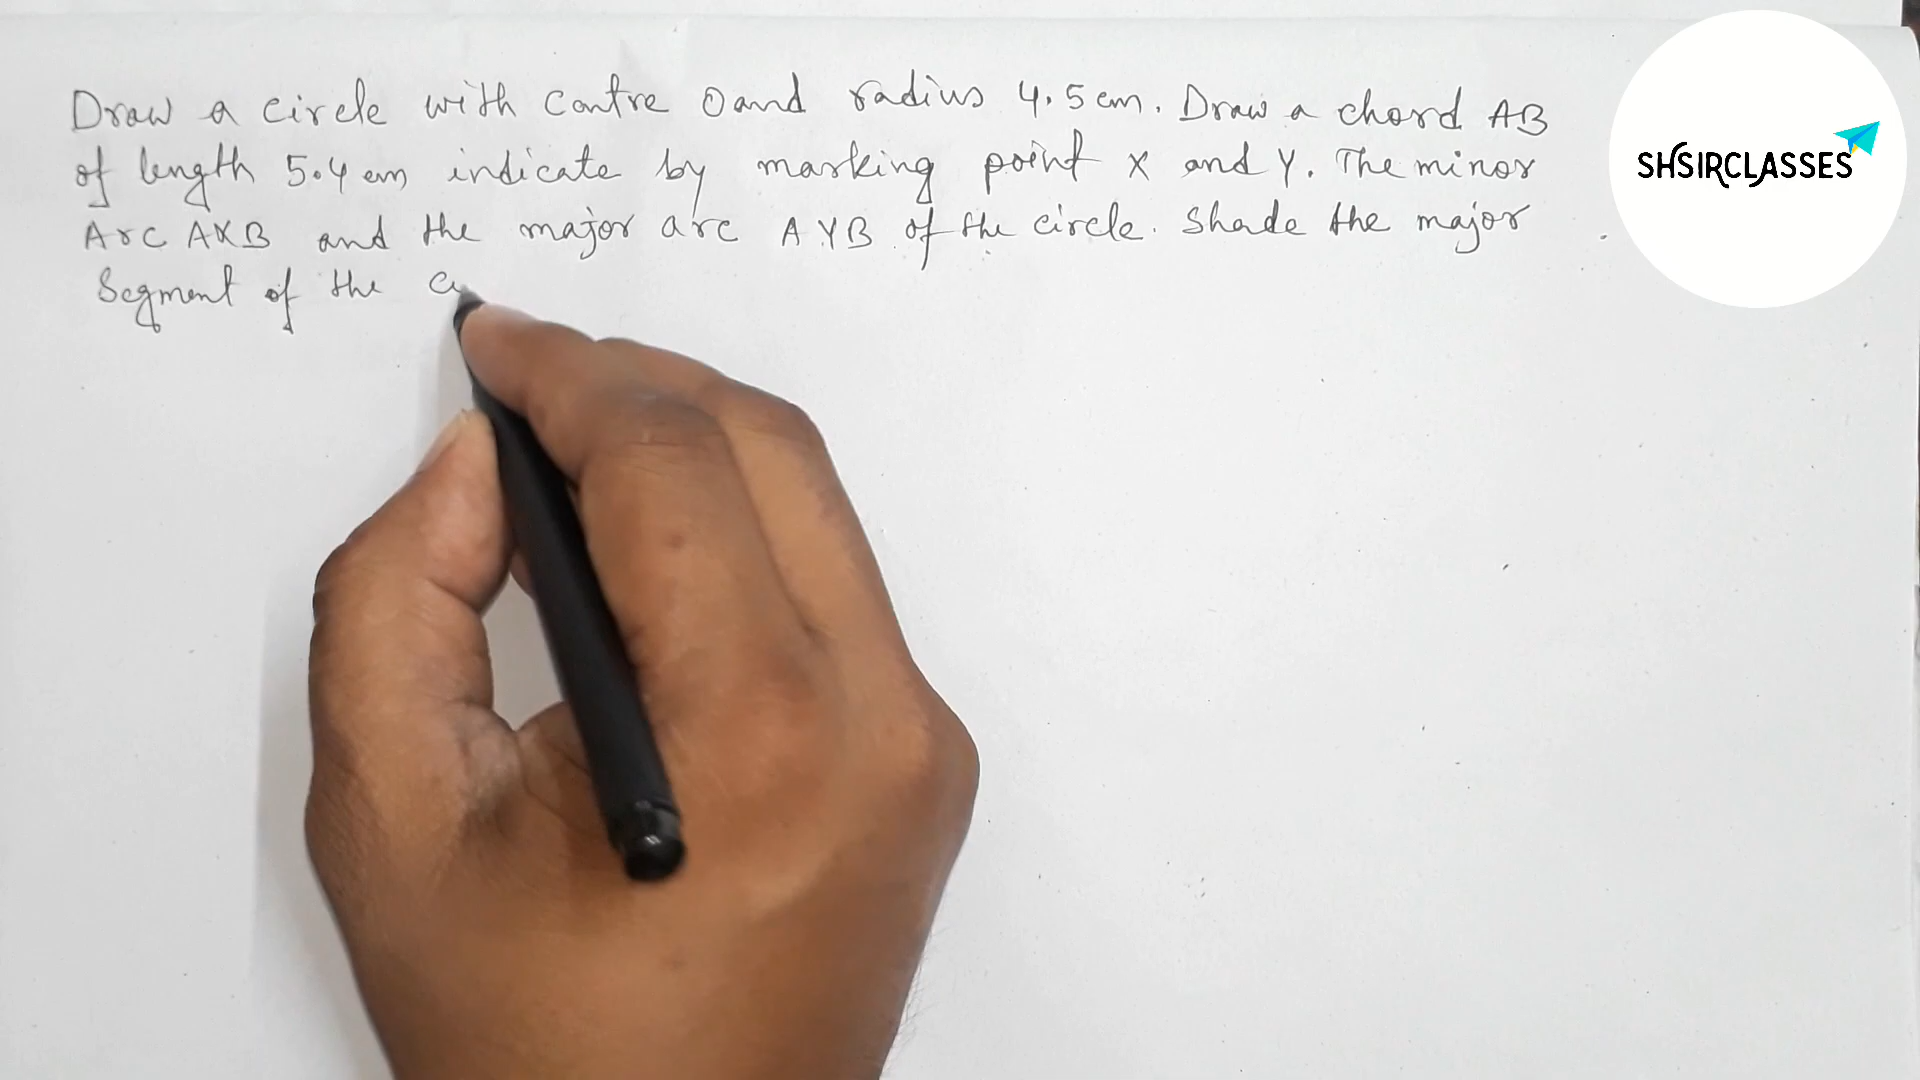 Draw a circle with centre O and radius 4.5 cm. Draw a chord AB
of length 5.4 cm indicate by marking point X and Y. The minor
Arc AXB and the major arc AYB of the circle. Shade the major
Segment of the
SHSIRCLASSES